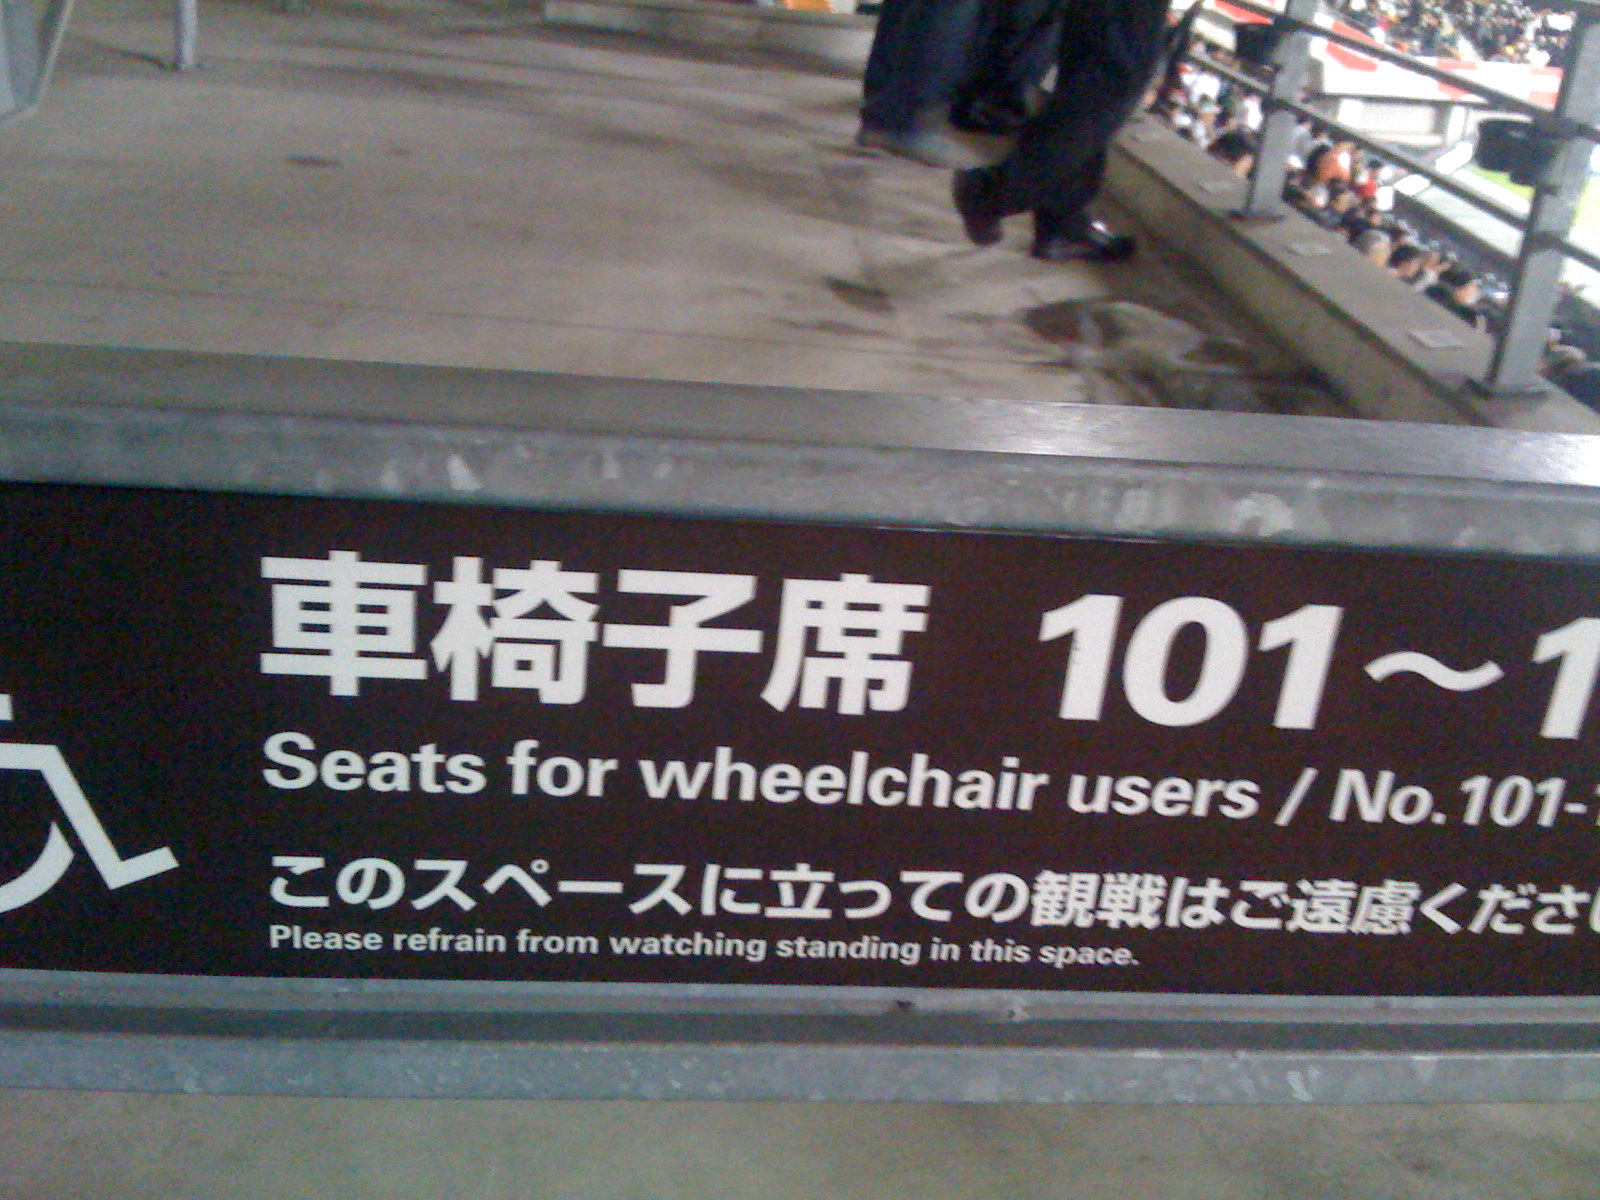 車椅子席 101～1
Seats for wheelchair users / No. 101-
このスペースに立っての観戦はご遠慮くださ
Please refrain from watching standing in this space.